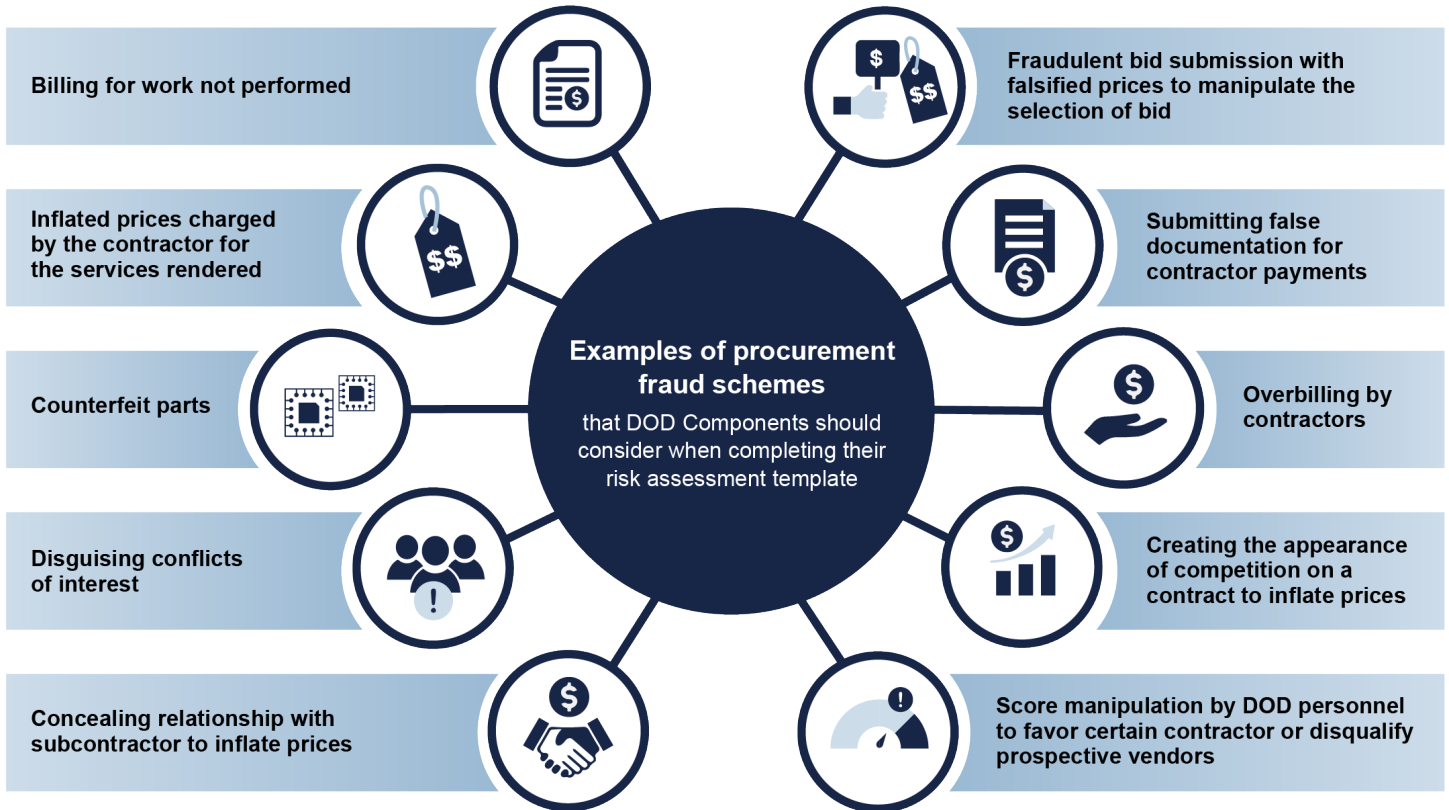 Billing for work not performed
Inflated prices charged
by the contractor for
the services rendered
$$
Counterfeit parts
Disguising conflicts
of interest
!
Concealing relationship with
subcontractor to inflate prices
$
$
Examples of procurement
fraud schemes
that DOD Components should
consider when completing their
risk assessment template
$
$$
Fraudulent bid submission with
falsified prices to manipulate the
selection of bid
$
Submitting false
documentation for
contractor payments
$
Overbilling by
contractors
$
Creating the appearance
of competition on a
contract to inflate prices
!
Score manipulation by DOD personnel
to favor certain contractor or disqualify
prospective vendors